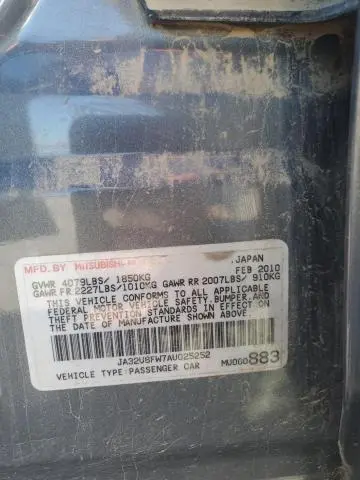 MFD. BY MITSUBISHI JAPAN
GVWR 4079LBS/ 1850KG FEB 2010
GAWR FR 2227LBS/1010KG GAWR RR 2007LBS/ 910KG
THIS VEHICLE CONFORMS TO ALL APPLICABLE
FEDERAL MOTOR VEHICLE SAFETY, BUMPER, AND
THEFT PREVENTION STANDARDS IN EFFECT ON
THE DATE OF MANUFACTURE SHOWN ABOVE.
JA32U8FW7AU025252 MU000883
VEHICLE TYPE:PASSENGER CAR